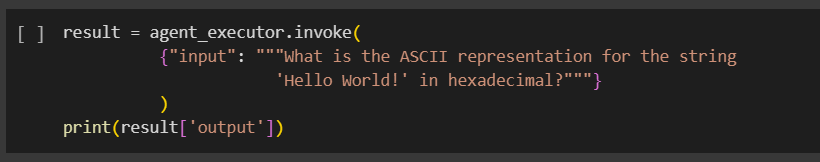 [ ] result = agent_executor.invoke(
{"input": """What is the ASCII representation for the string
'Hello World!' in hexadecimal?"""}
)
print(result['output'])